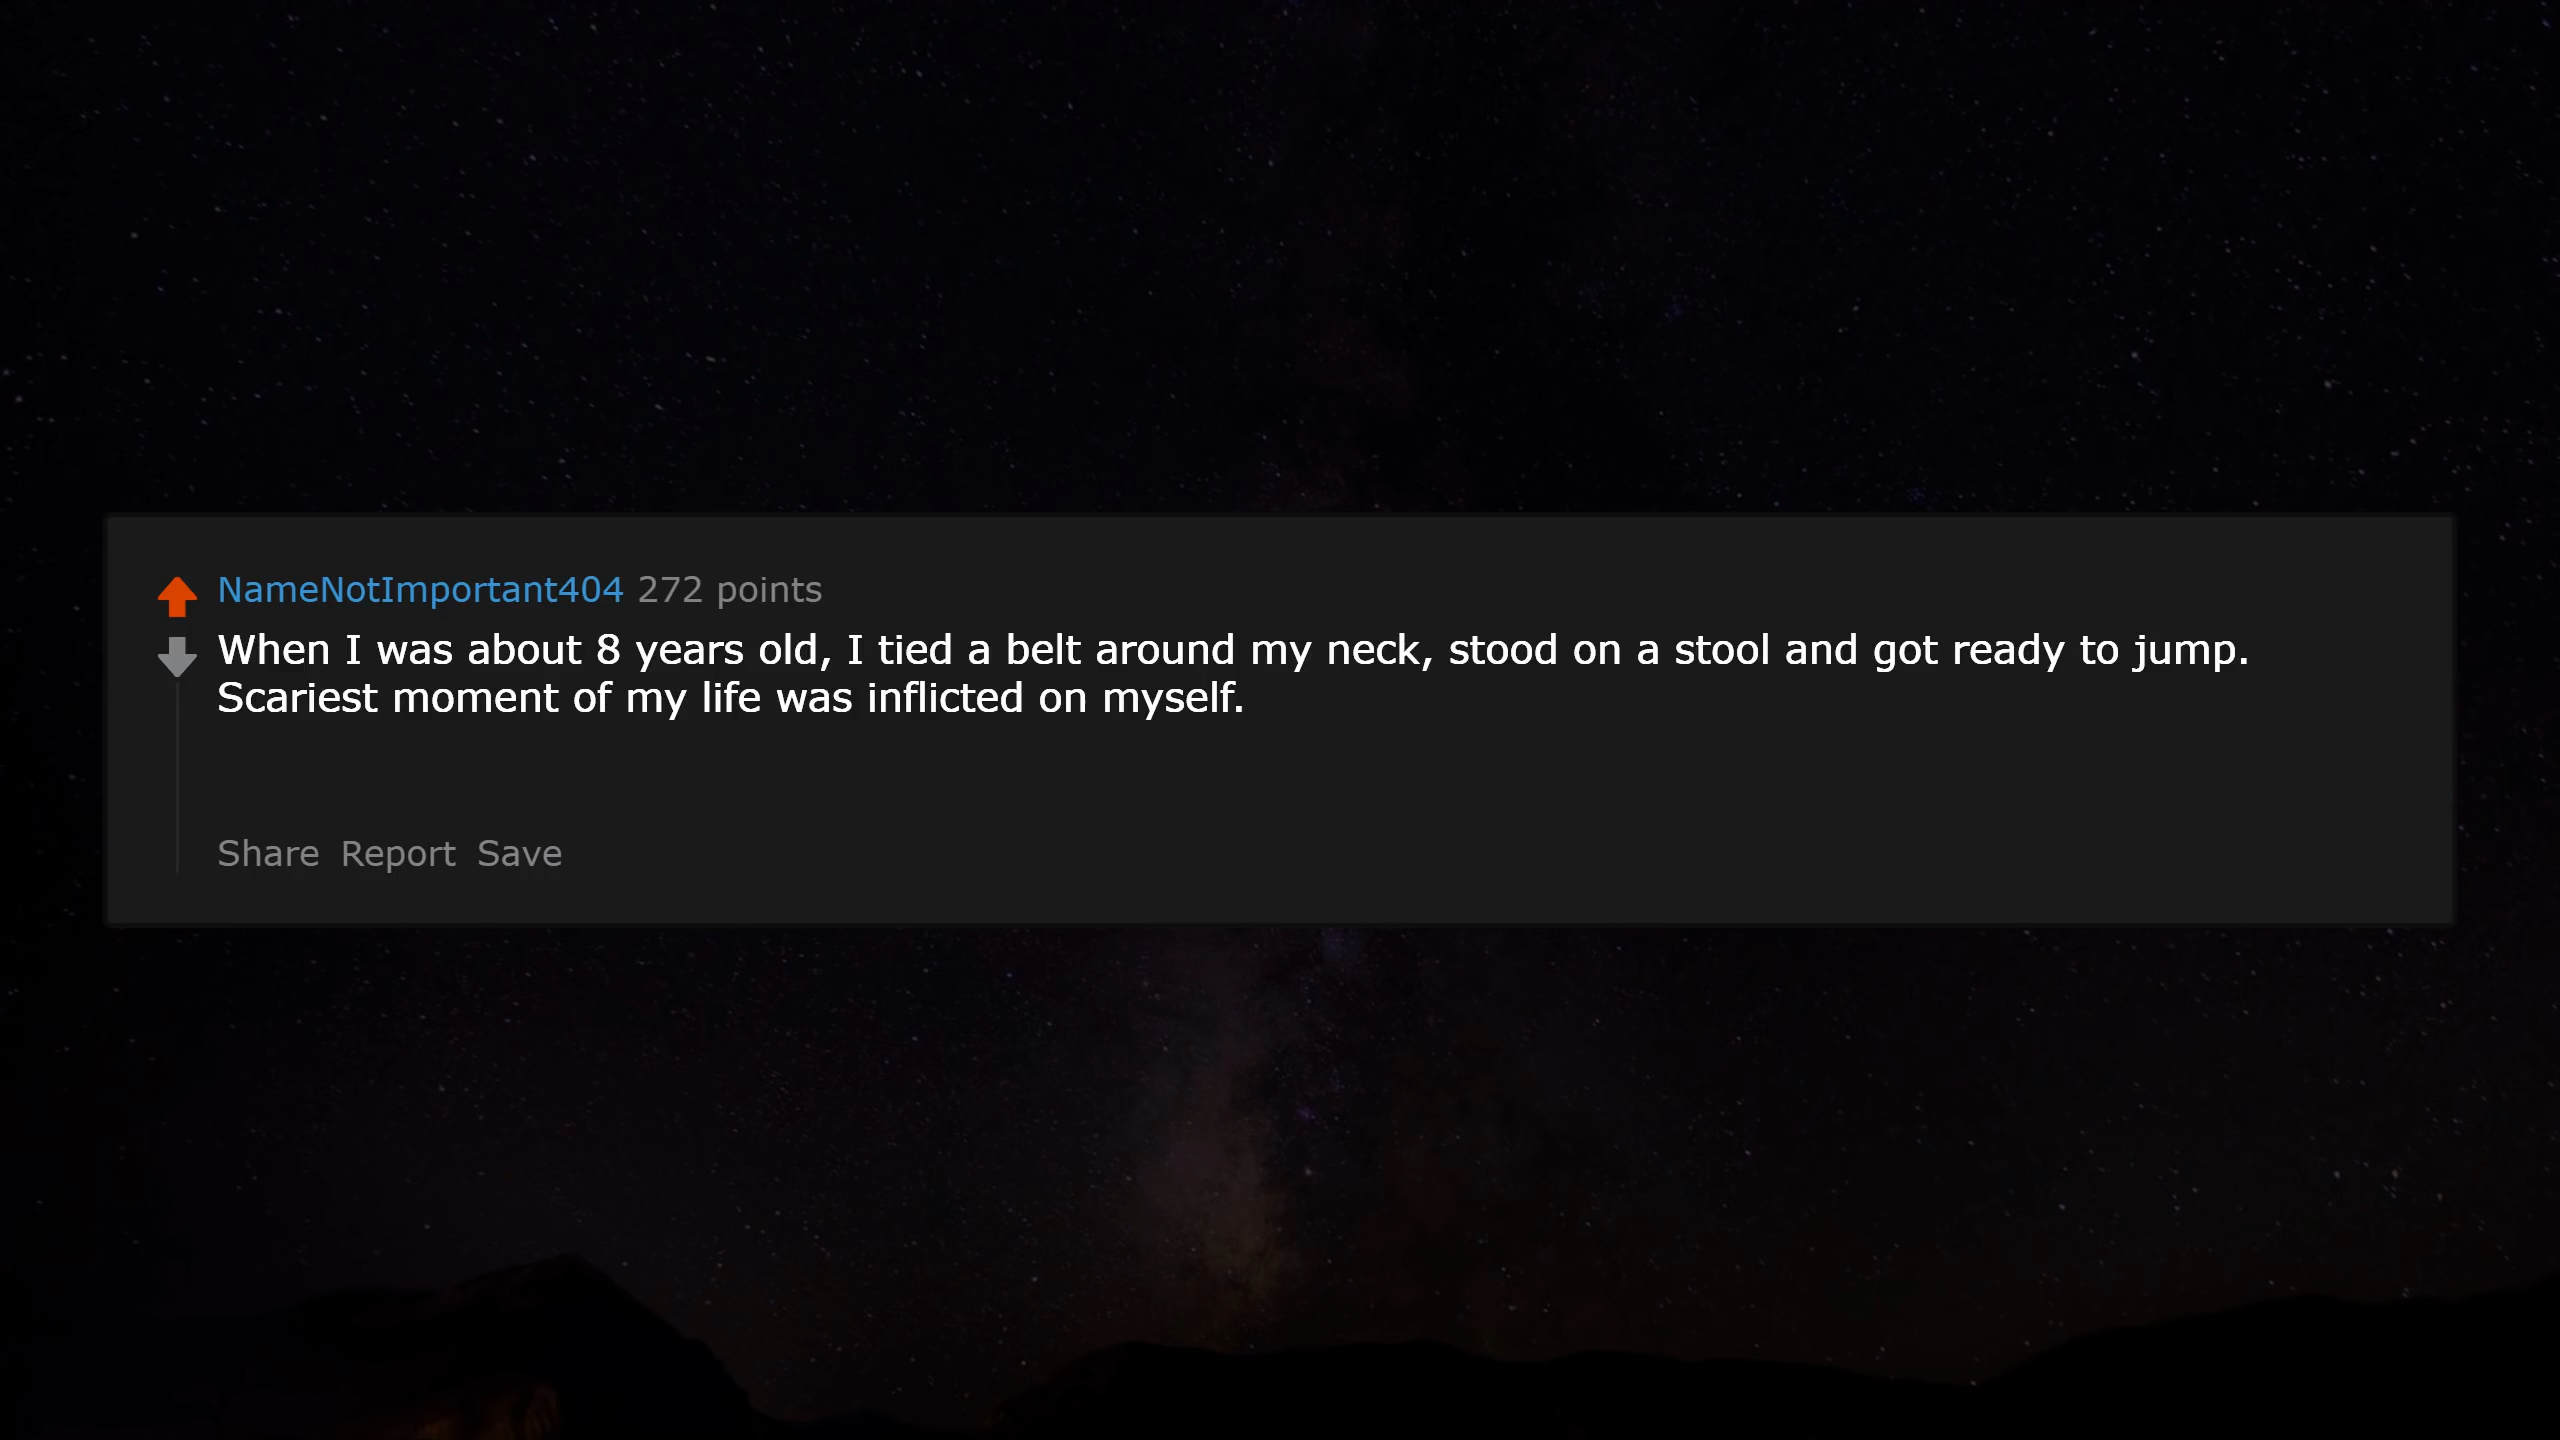 NameNotImportant404 272 points
When I was about 8 years old, I tied a belt around my neck, stood on a stool and got ready to jump.
Scariest moment of my life was inflicted on myself.
Share Report Save